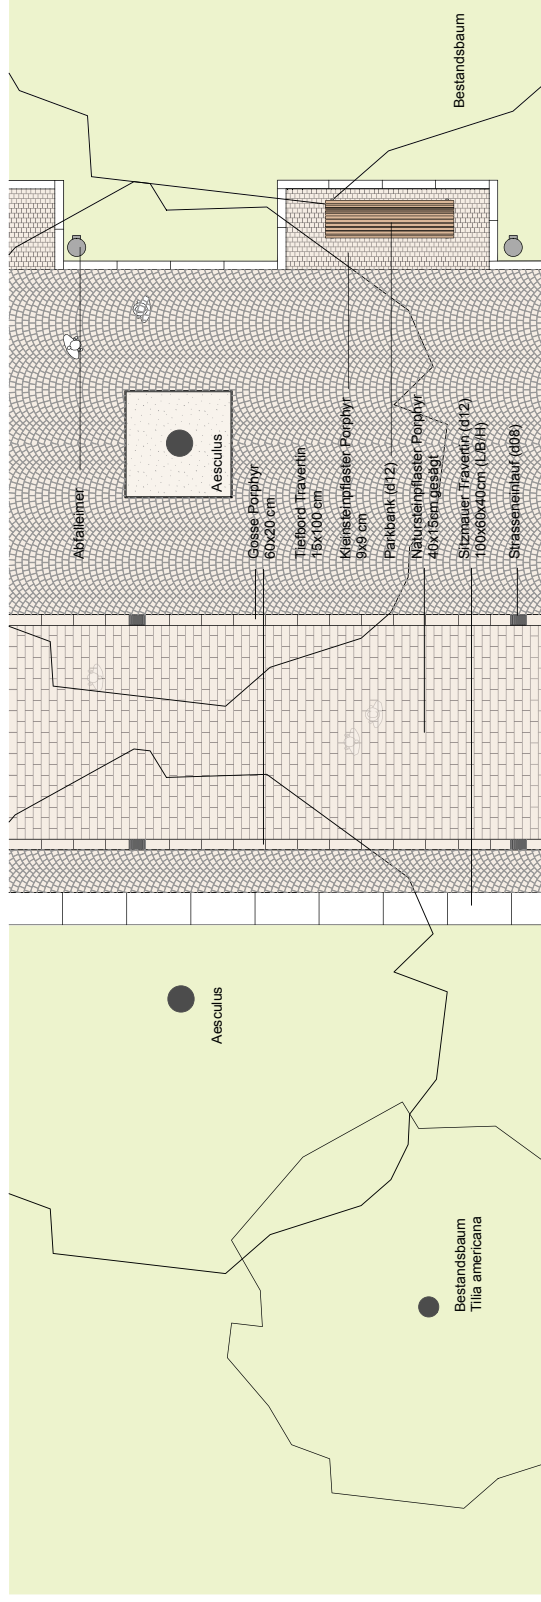 Bestandsbaum
Abfalleimer
Aesculus
Gosse Porphyr
60x20 cm
Tiefbord Travertin
15x100 cm
Kleinsteinpflaster Porphyr
9x9 cm
Parkbank (d12)
Natursteinpflaster Porphyr
40x15cm gesägt
Sitzmauer Travertin (d12)
100x60x40cm (L/B/H)
Strasseneinlauf (d08)
Aesculus
Bestandsbaum
Tilia americana